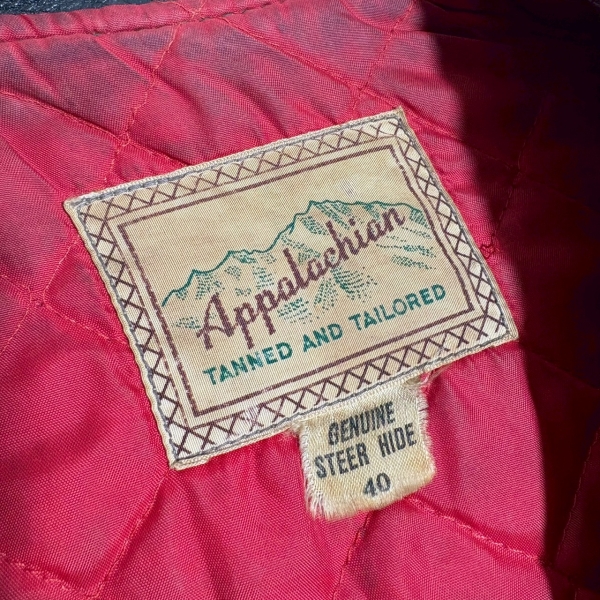 Appalachian
TANNED AND TAILORED
GENUINE
STEER HIDE
40